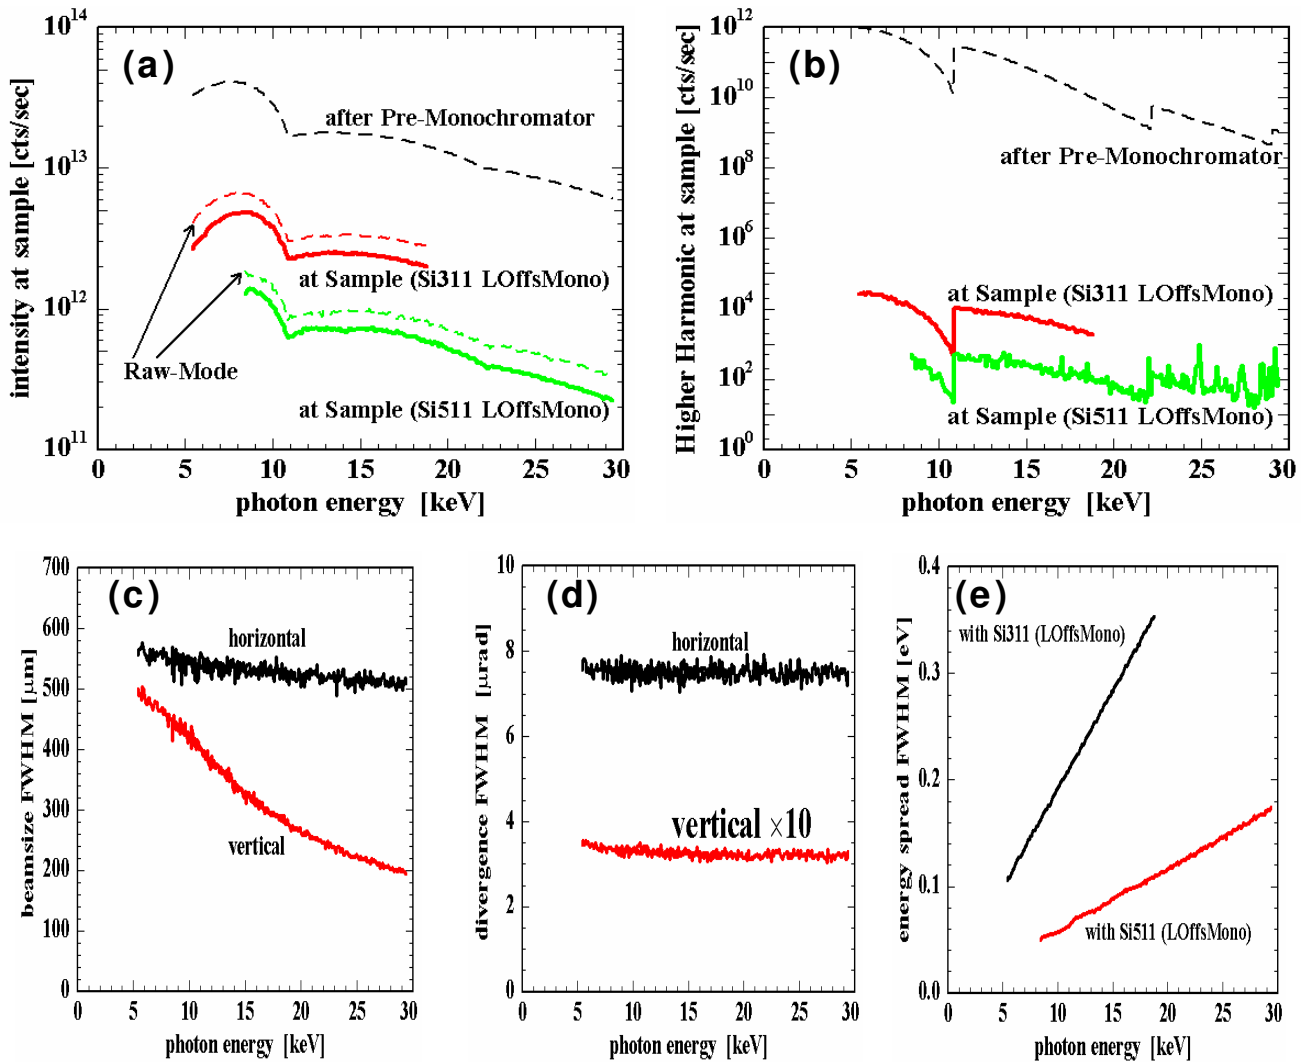 (a)
intensity at sample [cts/sec]
10^14
10^13
10^12
10^11
after Pre-Monochromator
at Sample (Si311 LOffsMono)
Raw-Mode
at Sample (Si511 LOffsMono)
0 5 10 15 20 25 30
photon energy [keV]
(b)
Higher Harmonic at sample [cts/sec]
10^12
10^10
10^8
10^6
10^4
10^2
10^0
after Pre-Monochromator
at Sample (Si311 LOffsMono)
at Sample (Si511 LOffsMono)
0 5 10 15 20 25 30
photon energy [keV]
(c)
beamsize FWHM [μm]
700
600
500
400
300
200
100
0
horizontal
vertical
0 5 10 15 20 25 30
photon energy [keV]
(d)
divergence FWHM [μrad]
10
8
6
4
2
0
horizontal
vertical ×10
0 5 10 15 20 25 30
photon energy [keV]
(e)
energy spread FWHM [eV]
0.4
0.3
0.2
0.1
0.0
with Si311 (LOffsMono)
with Si511 (LOffsMono)
0 5 10 15 20 25 30
photon energy [keV]